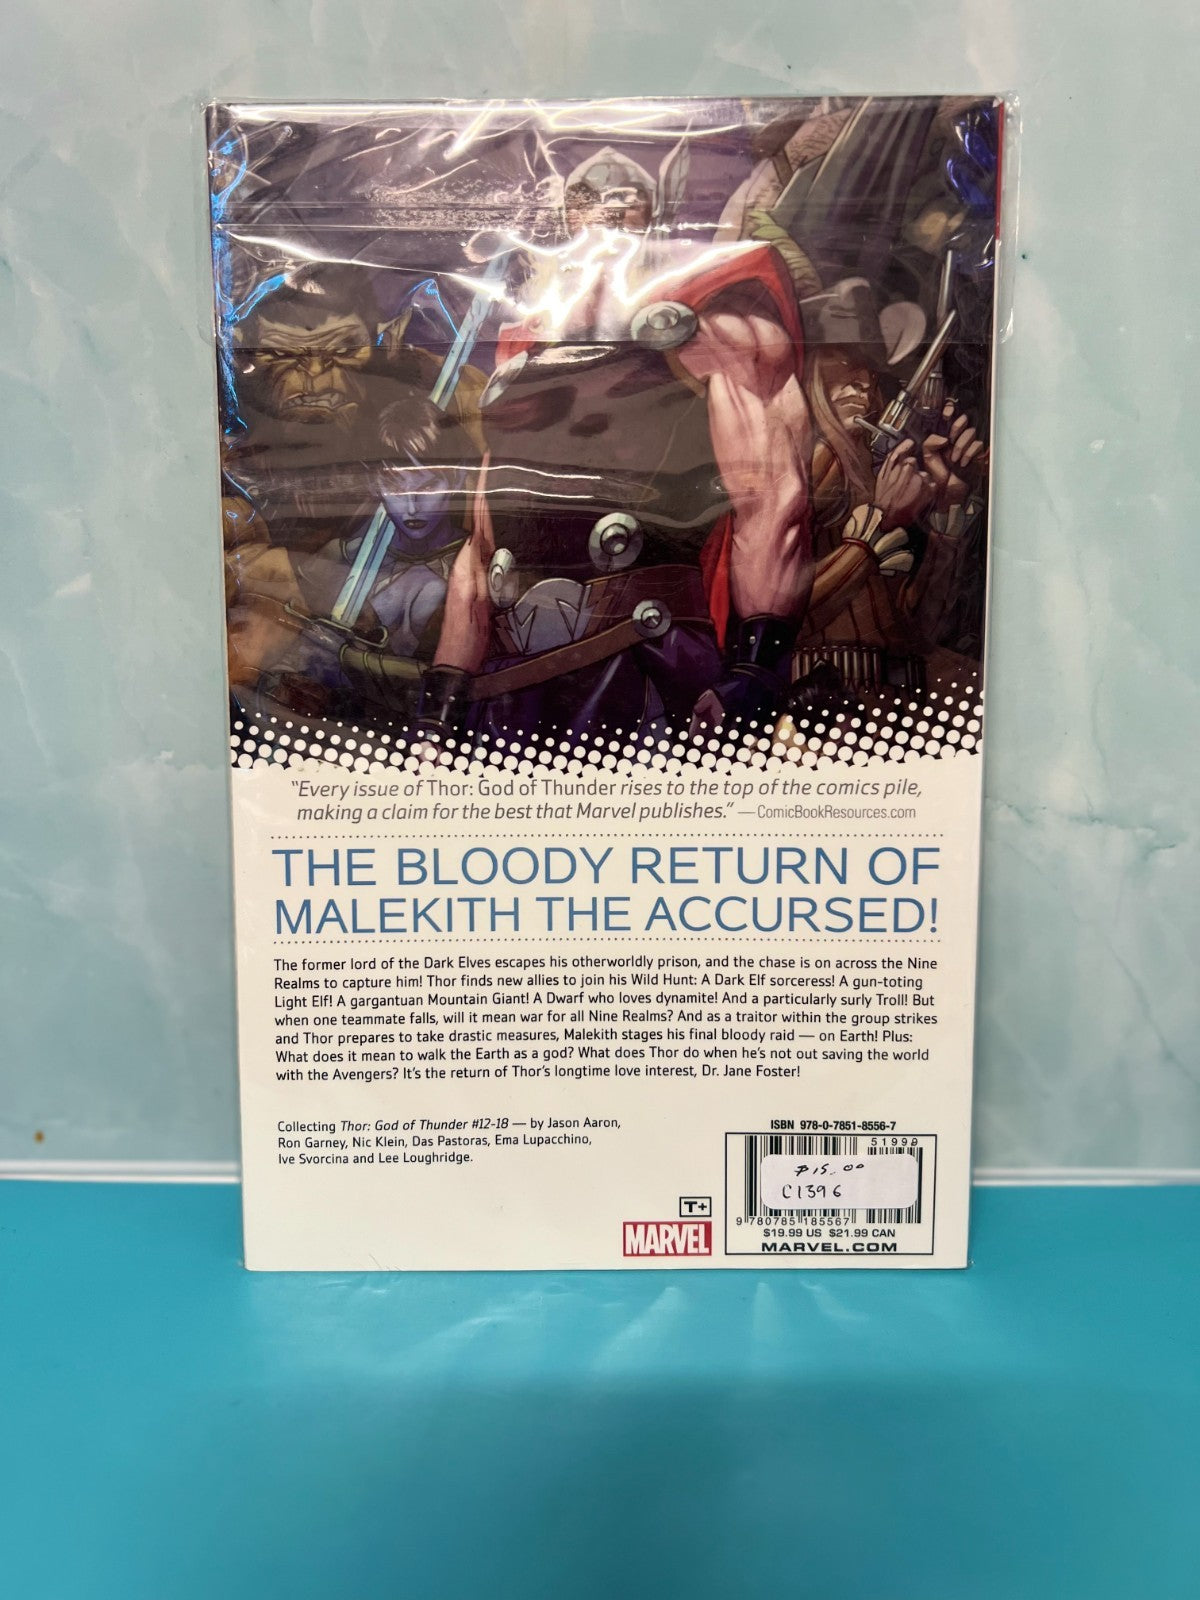 "Every issue of Thor: God of Thunder rises to the top of the comics pile,
making a claim for the best that Marvel publishes." —ComicBookResources.com
THE BLOODY RETURN OF
MALEKITH THE ACCURSED!
The former lord of the Dark Elves escapes his otherworldly prison, and the chase is on across the Nine
Realms to capture him! Thor finds new allies to join his Wild Hunt: A Dark Elf sorceress! A gun-toting
Light Elf! A gargantuan Mountain Giant! A Dwarf who loves dynamite! And a particularly surly Troll! But
when one teammate falls, will it mean war for all Nine Realms? And as a traitor within the group strikes
and Thor prepares to take drastic measures, Malekith stages his final bloody raid — on Earth! Plus:
What does it mean to walk the Earth as a god? What does Thor do when he's not out saving the world
with the Avengers? It's the return of Thor's longtime love interest, Dr. Jane Foster!
Collecting Thor: God of Thunder #12-18 — by Jason Aaron,
Ron Garney, Nic Klein, Das Pastoras, Ema Lupacchino,
Ive Svorcina and Lee Loughridge.
ISBN 978-0-7851-8556-7
51999
$15.00
C1396
9 780785 185567
$19.99 US $21.99 CAN
MARVEL.COM
T+
MARVEL